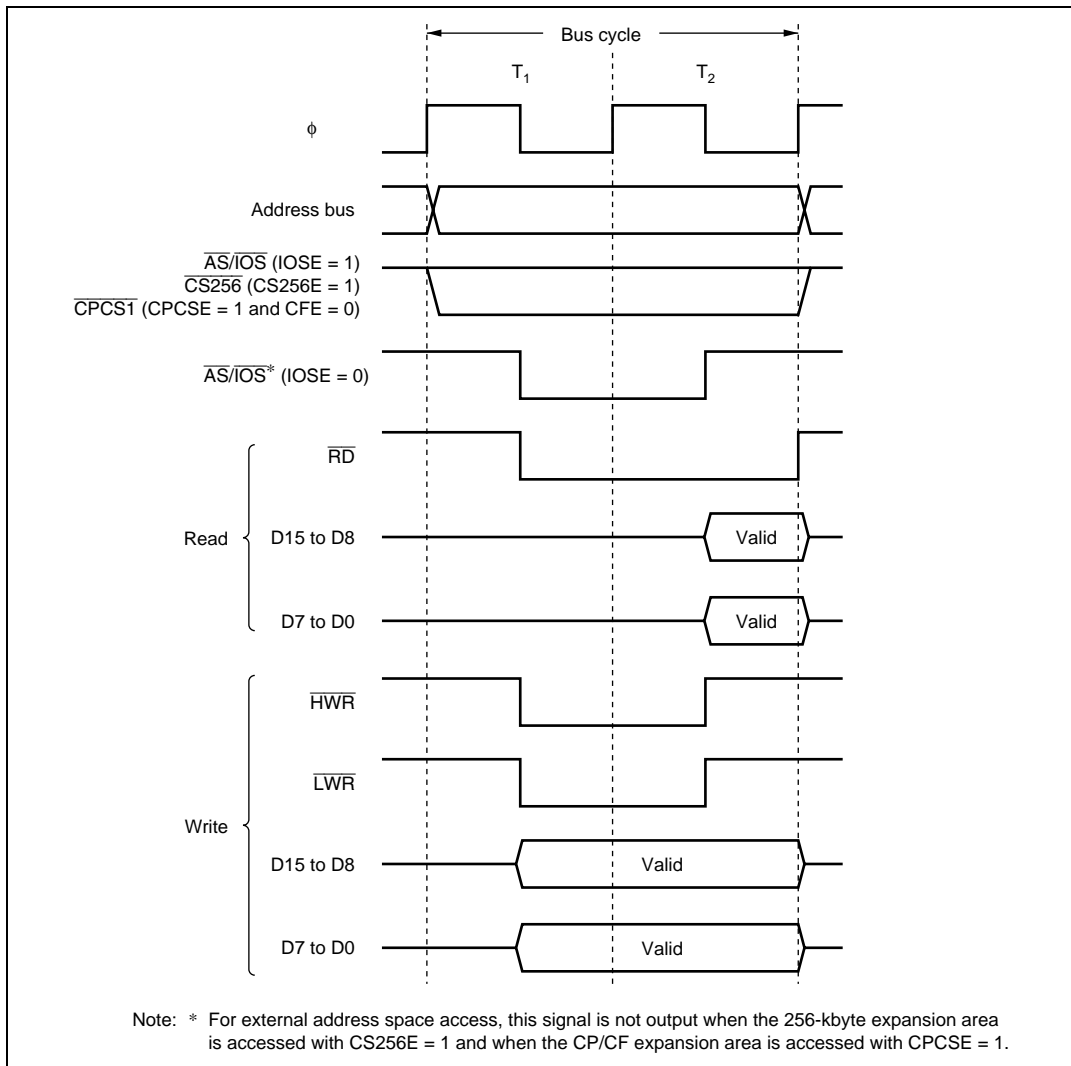 Bus cycle
T1 T2
ϕ
Address bus
AS/IOS (IOSE = 1)
CS256 (CS256E = 1)
CPCS1 (CPCSE = 1 and CFE = 0)
AS/IOS* (IOSE = 0)
RD
Read
D15 to D8
Valid
D7 to D0
Valid
HWR
LWR
Write
D15 to D8
Valid
D7 to D0
Valid
Note: * For external address space access, this signal is not output when the 256-kbyte expansion area
is accessed with CS256E = 1 and when the CP/CF expansion area is accessed with CPCSE = 1.